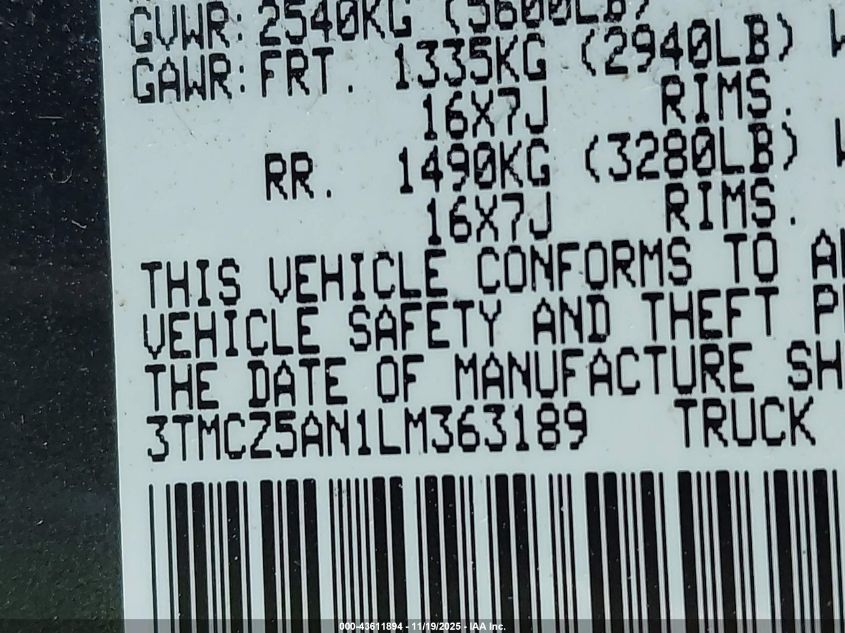 GVWR: 2540KG (5600LB)
GAWR: FRT. 1335KG (2940LB)
16X7J RIMS.
RR. 1490KG (3280LB)
16X7J RIMS.
THIS VEHICLE CONFORMS TO
VEHICLE SAFETY AND THEFT
THE DATE OF MANUFACTURE SH
3TMCZ5AN1LM363189 TRUCK
000-43611894 - 11/19/2025 - IAA Inc.